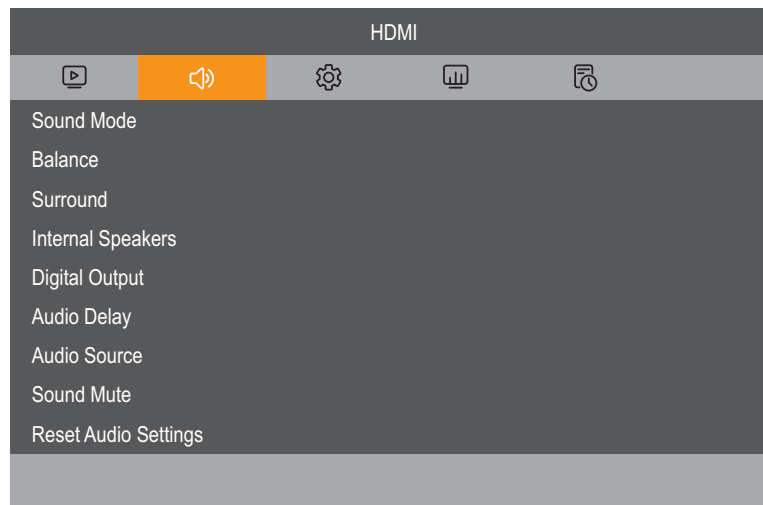 HDMI
Sound Mode
Balance
Surround
Internal Speakers
Digital Output
Audio Delay
Audio Source
Sound Mute
Reset Audio Settings